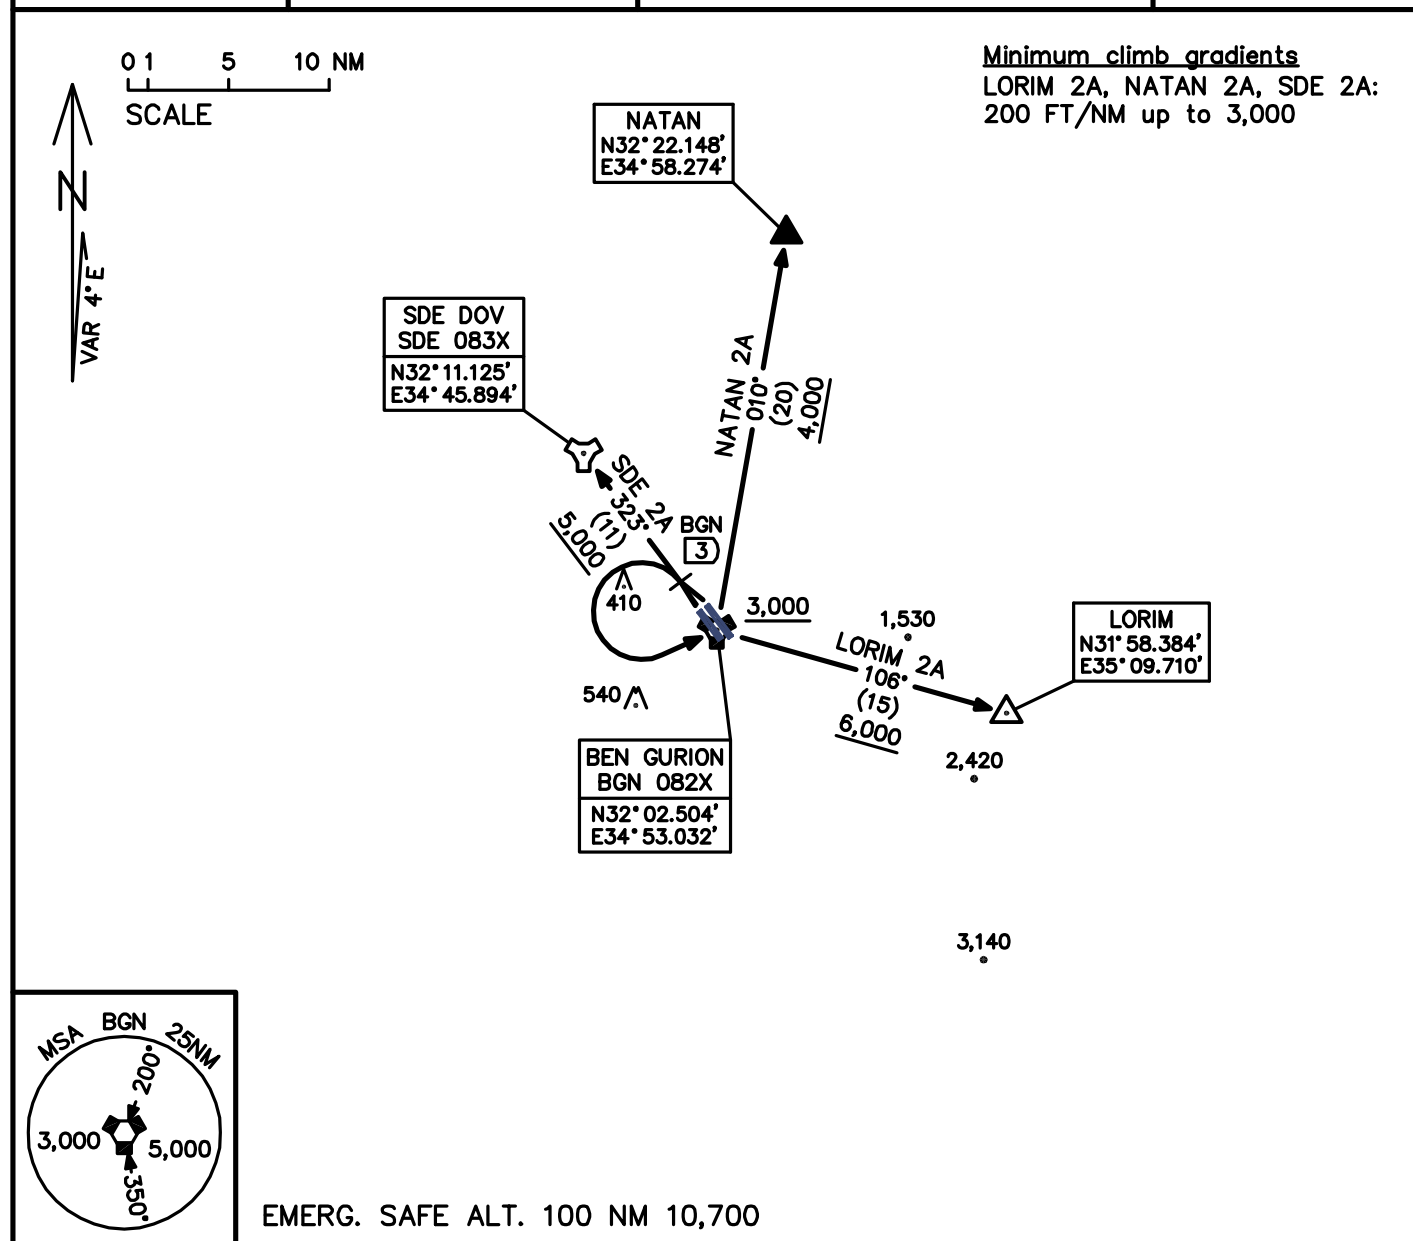 0 1 5 10 NM
SCALE
N
VAR 4°E
Minimum climb gradients
LORIM 2A, NATAN 2A, SDE 2A:
200 FT/NM up to 3,000
NATAN
N32°22.148'
E34°58.274'
SDE DOV
SDE 083X
N32°11.125'
E34°45.894'
NATAN 2A
010°
(20)
4,000
SDE 2A
323°
(11)
5,000
BGN
3
410
3,000
1,530
LORIM 2A
106°
(15)
6,000
LORIM
N31°58.384'
E35°09.710'
540
BEN GURION
BGN 082X
N32°02.504'
E34°53.032'
2,420
3,140
MSA BGN 25NM
200°
3,000
5,000
350°
EMERG. SAFE ALT. 100 NM 10,700